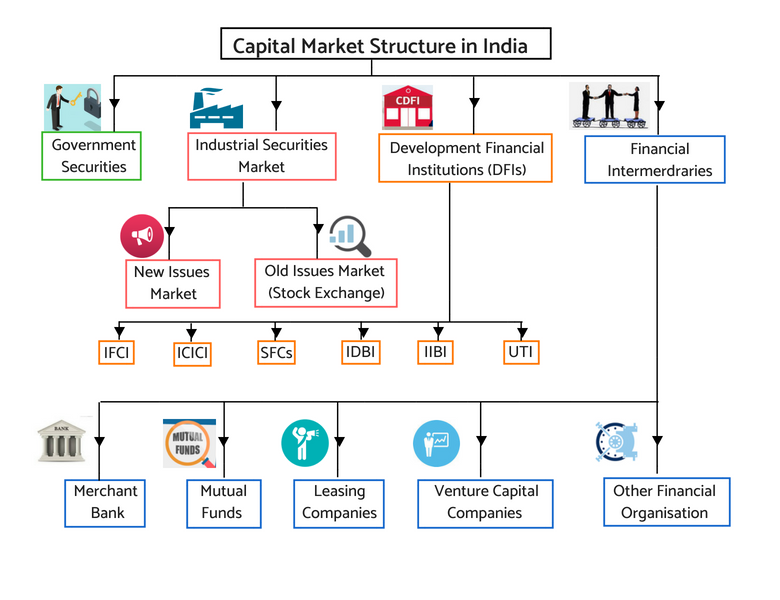 Capital Market Structure in India
CDFI
Government
Securities
Industrial Securities
Market
Development Financial
Institutions (DFIs)
Financial
Intermerdraries
New Issues
Market
Old Issues Market
(Stock Exchange)
IFCI
ICICI
SFCs
IDBI
IIBI
UTI
BANK
MUTUAL
FUNDS
Merchant
Bank
Mutual
Funds
Leasing
Companies
Venture Capital
Companies
Other Financial
Organisation